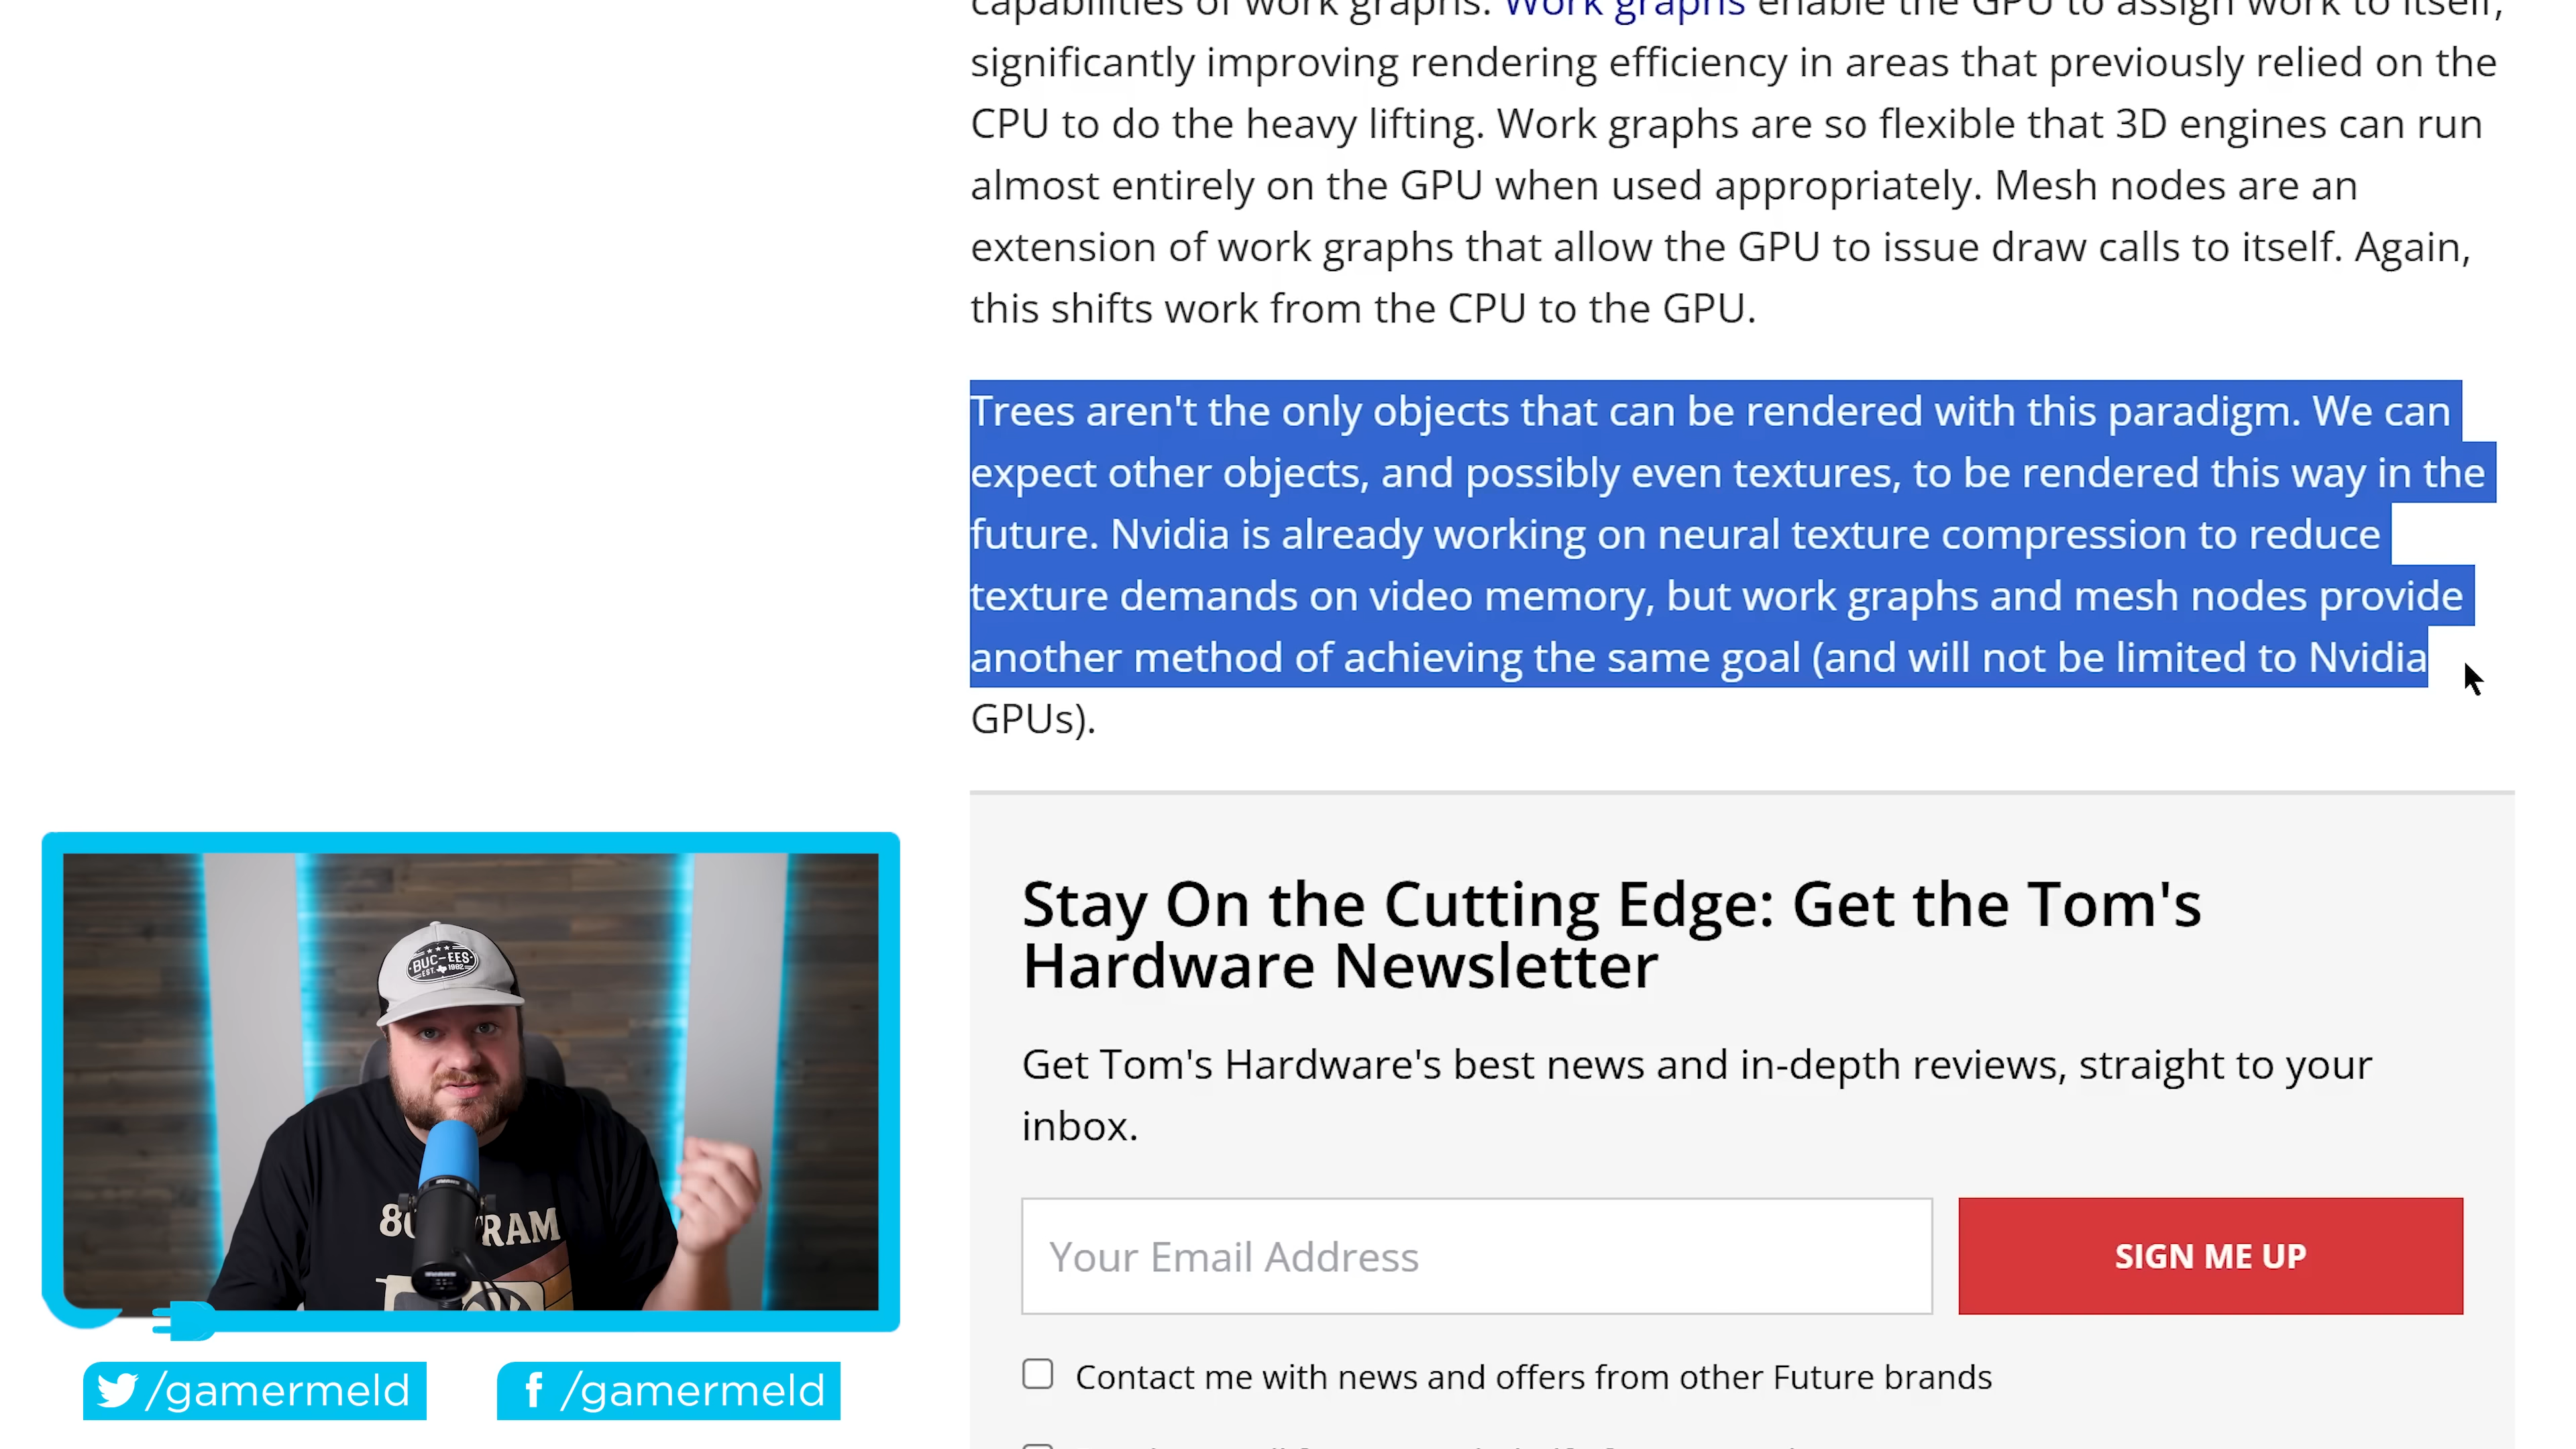 capabilities of work graphs. Work graphs enable the GPU to assign work to itself,
significantly improving rendering efficiency in areas that previously relied on the
CPU to do the heavy lifting. Work graphs are so flexible that 3D engines can run
almost entirely on the GPU when used appropriately. Mesh nodes are an
extension of work graphs that allow the GPU to issue draw calls to itself. Again,
this shifts work from the CPU to the GPU.
Trees aren't the only objects that can be rendered with this paradigm. We can
expect other objects, and possibly even textures, to be rendered this way in the
future. Nvidia is already working on neural texture compression to reduce
texture demands on video memory, but work graphs and mesh nodes provide
another method of achieving the same goal (and will not be limited to Nvidia
GPUs).
Stay On the Cutting Edge: Get the Tom's
Hardware Newsletter
Get Tom's Hardware's best news and in-depth reviews, straight to your
inbox.
Your Email Address
SIGN ME UP
Contact me with news and offers from other Future brands
BUC-EES
EST. 1982
RAM
/gamermeld
/gamermeld